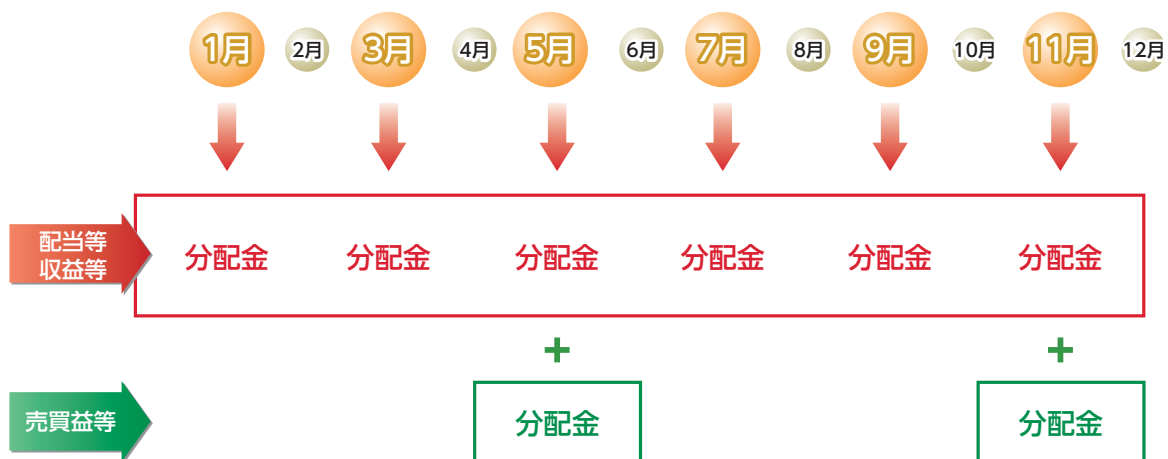 1月 2月 3月 4月 5月 6月 7月 8月 9月 10月 11月 12月
配当等
収益等
分配金 分配金 分配金 分配金 分配金 分配金
+ +
売買益等
分配金 分配金